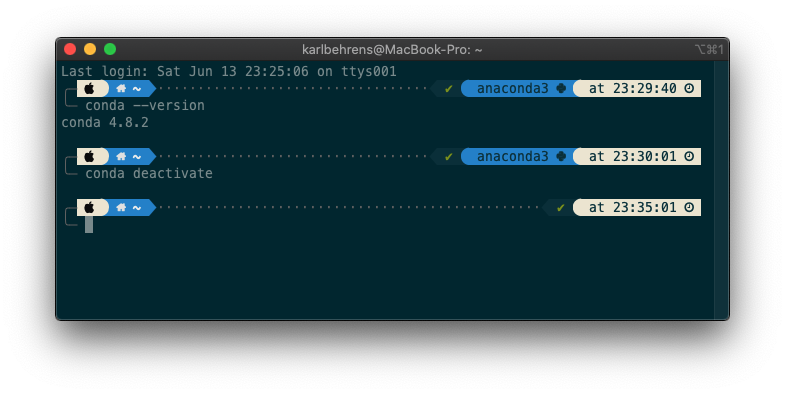 karlbehrens@MacBook-Pro: ~
⌥⌘1
Last login: Sat Jun 13 23:25:06 on ttys001
~ ✓ anaconda3 at 23:29:40
conda --version
conda 4.8.2
~ ✓ anaconda3 at 23:30:01
conda deactivate
~ ✓ at 23:35:01